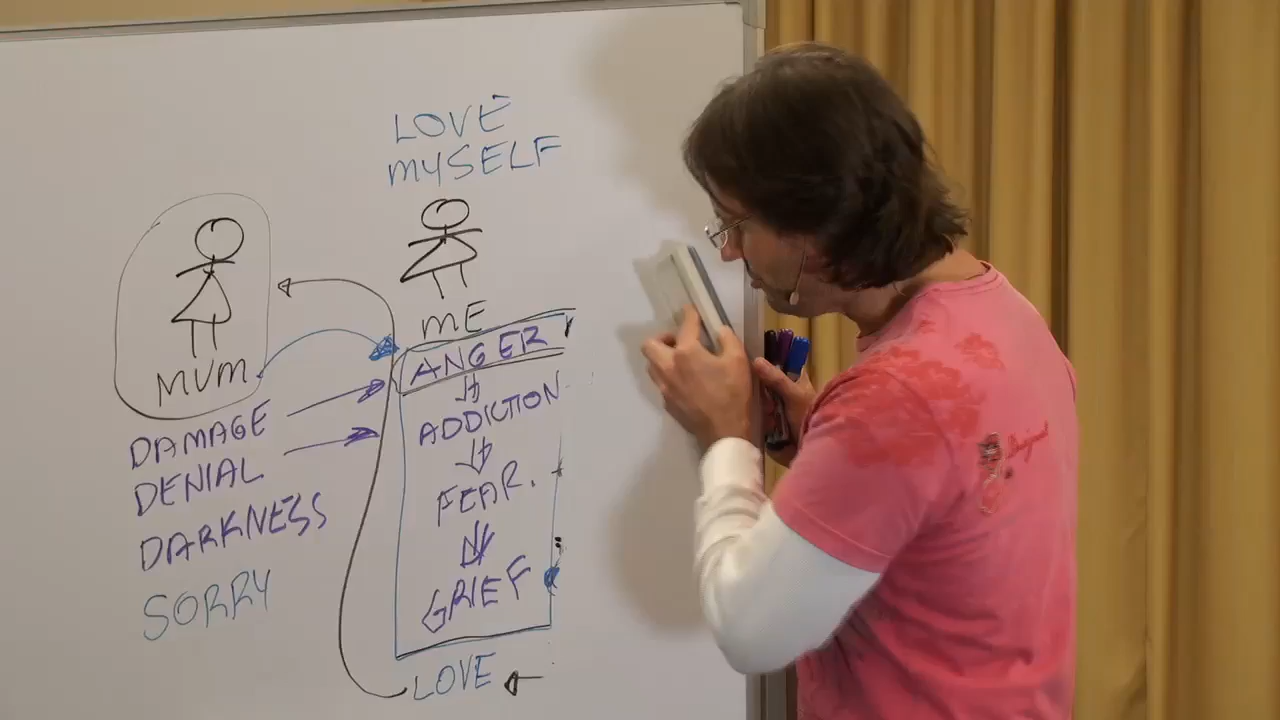 LOVE
MYSELF
ME
MUM
ANGER
ADDICTION
FEAR.
GRIEF
LOVE
DAMAGE
DENIAL
DARKNESS
SORRY